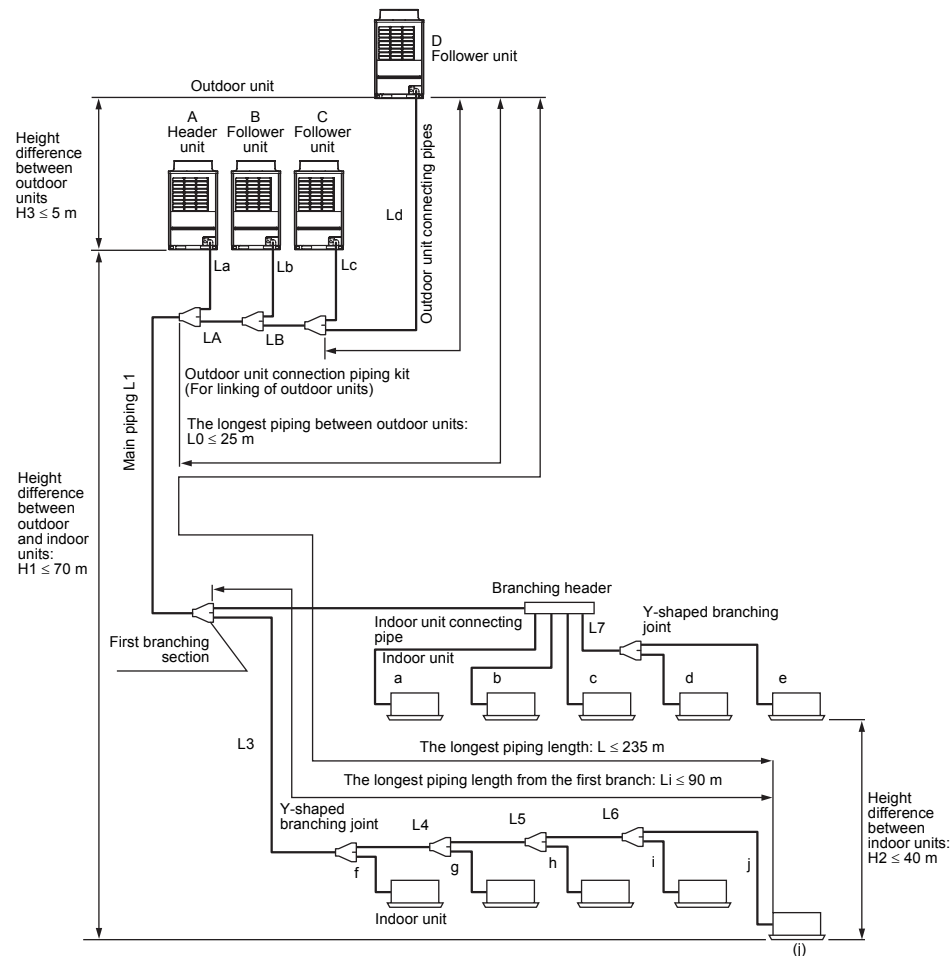 D
Follower unit
Outdoor unit
A
Header
unit
B
Follower
unit
C
Follower
unit
Height
difference
between
outdoor
units
H3 ≤ 5 m
La
Lb
Lc
Ld
Outdoor unit connecting pipes
LA
LB
Outdoor unit connection piping kit
(For linking of outdoor units)
Main piping L1
The longest piping between outdoor units:
L0 ≤ 25 m
Height
difference
between
outdoor
and indoor
units:
H1 ≤ 70 m
Branching header
Indoor unit connecting
pipe
L7
Y-shaped branching
joint
First branching
section
Indoor unit
a
b
c
d
e
L3
The longest piping length: L ≤ 235 m
The longest piping length from the first branch: Li ≤ 90 m
Y-shaped
branching joint
L4
L5
L6
Height
difference
between
indoor units:
H2 ≤ 40 m
f
g
h
i
j
Indoor unit
(j)